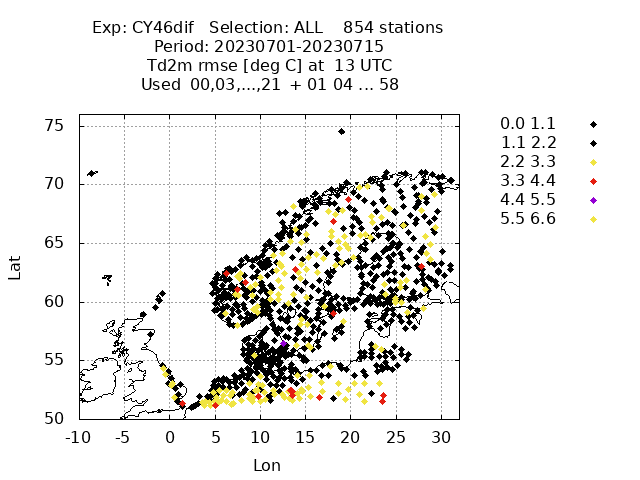 Exp: CY46dif   Selection: ALL    854 stations
Period: 20230701-20230715
Td2m rmse [deg C] at  13 UTC
Used  00,03,...,21  + 01 04 ... 58
75
70
65
60
55
50
Lat
-10 -5 0 5 10 15 20 25 30
Lon
0.0 1.1
1.1 2.2
2.2 3.3
3.3 4.4
4.4 5.5
5.5 6.6